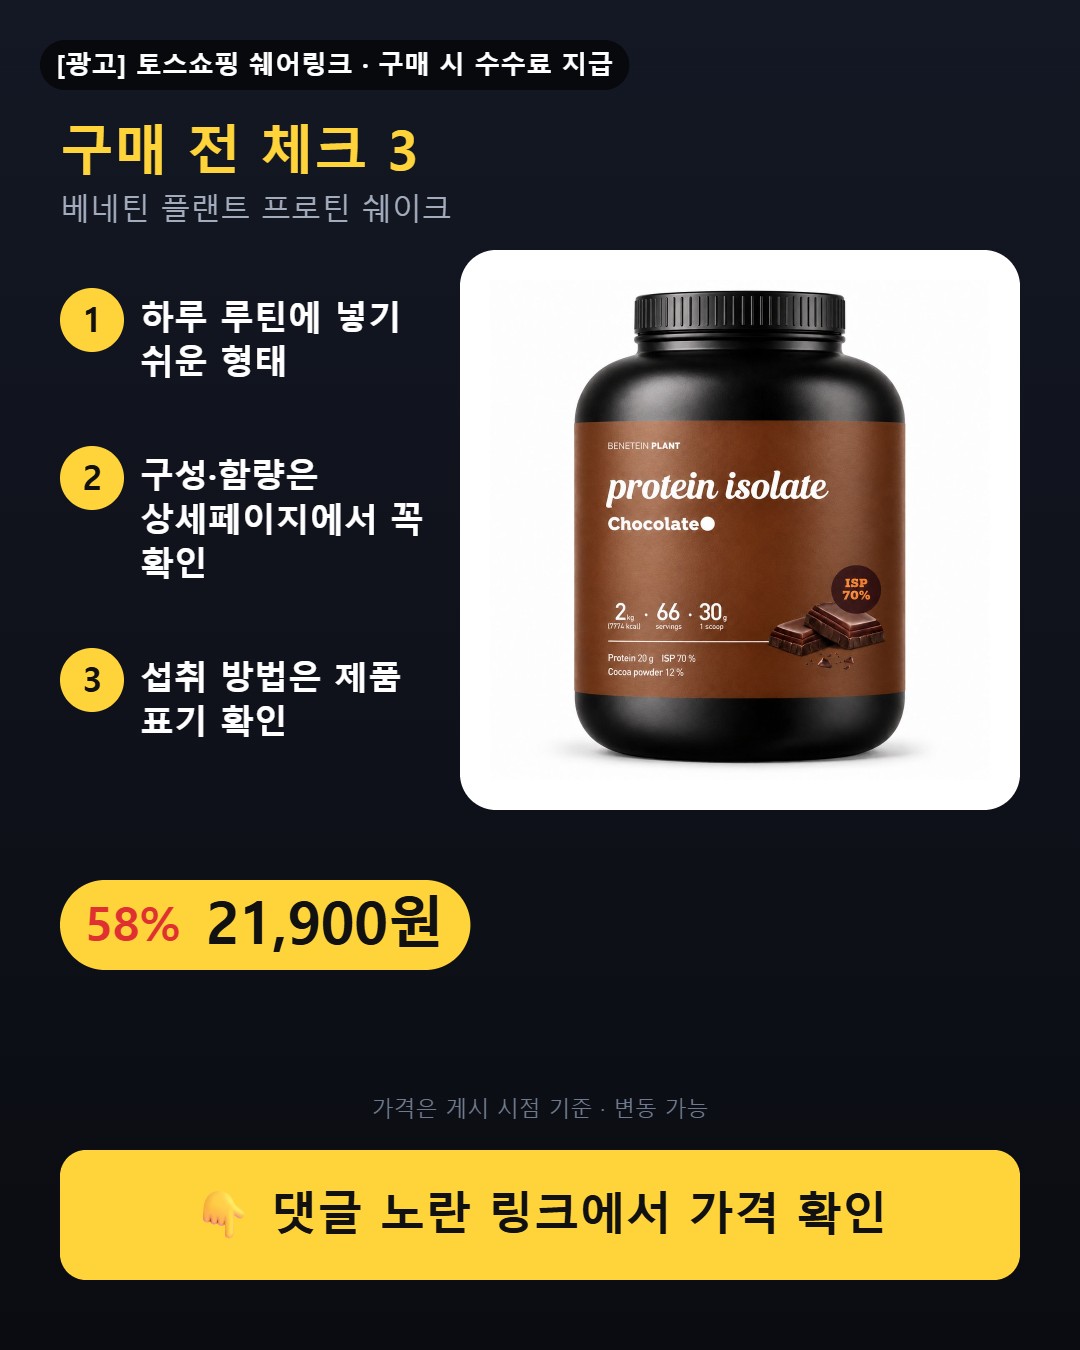 [광고] 토스쇼핑 쉐어링크 · 구매 시 수수료 지급
구매 전 체크 3
베네틴 플랜트 프로틴 쉐이크
1 하루 루틴에 넣기
쉬운 형태
2 구성·함량은
상세페이지에서 꼭
확인
3 섭취 방법은 제품
표기 확인
BENETEIN PLANT
protein isolate
Chocolate
ISP
70%
2kg · 66 · 30g
(7774 kcal) servings 1 scoop
Protein 20 g ISP 70 %
Cocoa powder 12 %
58% 21,900원
가격은 게시 시점 기준 · 변동 가능
👇 댓글 노란 링크에서 가격 확인